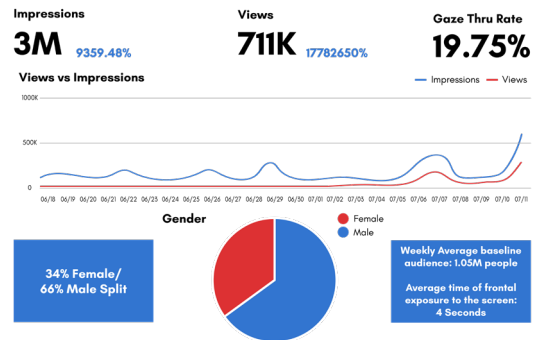 Impressions
3M 9359.48%
Views
711K 17782650%
Gaze Thru Rate
19.75%
Views vs Impressions
Impressions Views
1000K
500K
0
06/18 06/19 06/20 06/21 06/22 06/23 06/24 06/25 06/26 06/27 06/28 06/29 06/30 07/01 07/02 07/03 07/04 07/05 07/06 07/07 07/08 07/09 07/10 07/11
Gender
Female
Male
34% Female/
66% Male Split
Weekly Average baseline
audience: 1.05M people
Average time of frontal
exposure to the screen:
4 Seconds